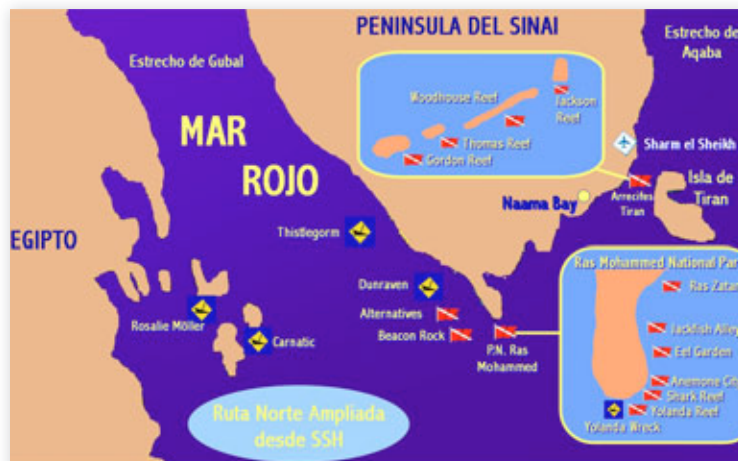 PENINSULA DEL SINAI
Estrecho de
Aqaba
Estrecho de Gubal
Woodhouse Reef
Jackson
Reef
MAR
ROJO
Thomas Reef
Gordon Reef
Sharm el Sheikh
Isla de
Tiran
Arrecifes
Tiran
Naama Bay
EGIPTO
Thistlegorm
Ras Mohammed National Par
Ras Zatar
Dunraven
Alternatives
Beacon Rock
P.N. Ras
Mohammed
Rosalie Möller
Carnatic
Jackfish Alley
Eel Garden
Anemone Cit
Shark Reef
Yolanda Reef
Yolanda Wreck
Ruta Norte Ampliada
desde SSH